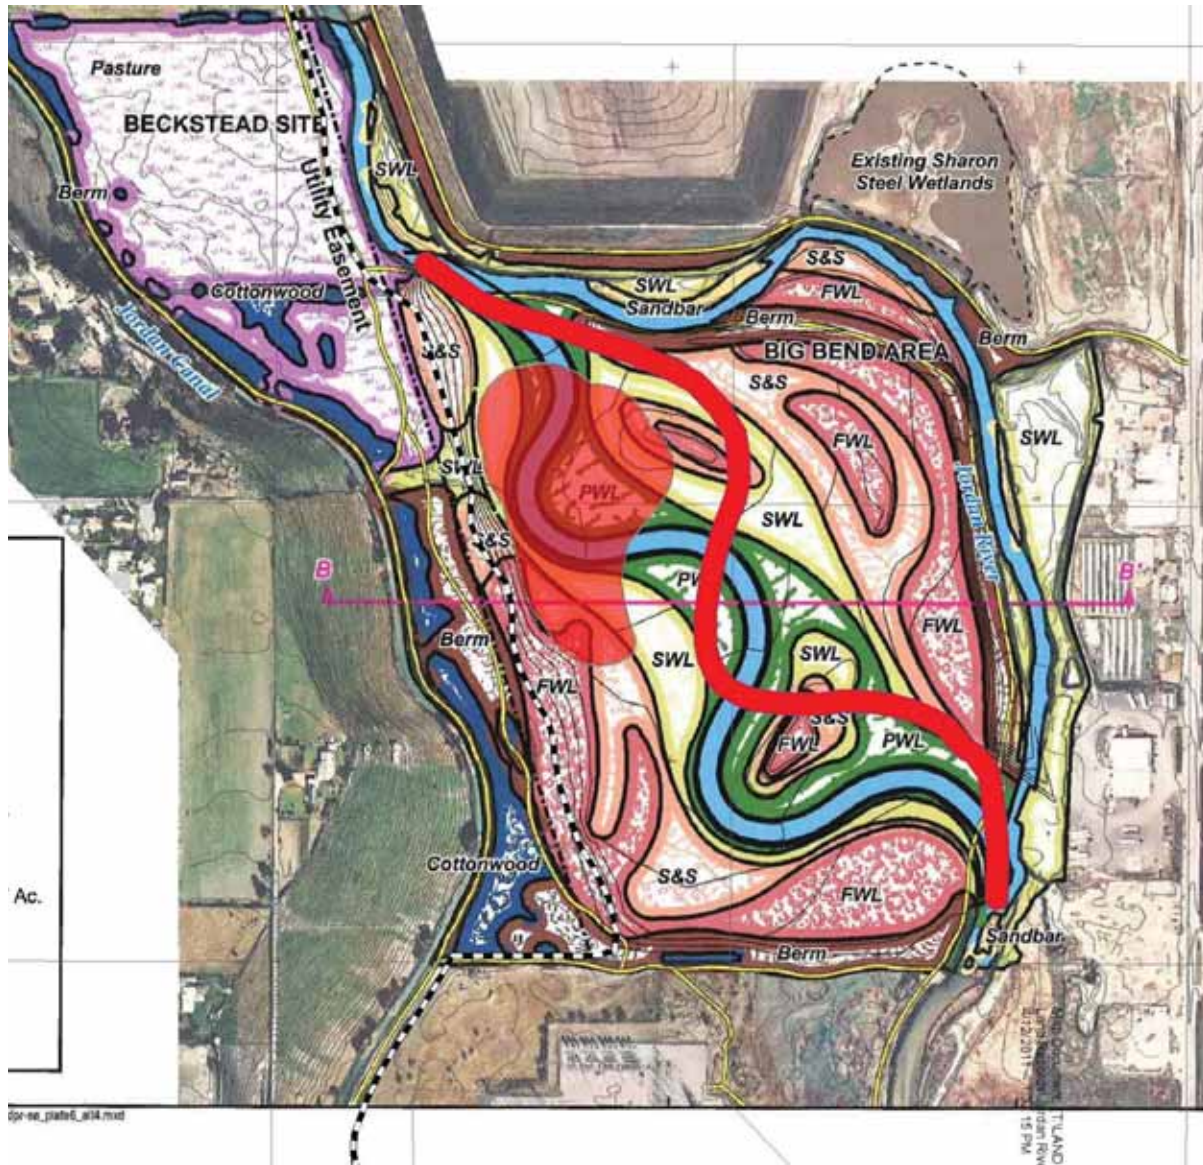 Pasture
BECKSTEAD SITE
Utility Easement
SWL
Existing Sharon
Steel Wetlands
Berm
Cottonwood
Jordan Canal
S&S
SWL
Sandbar
S&S
FWL
Berm
Berm
BIG BEND AREA
S&S
FWL
SWL
SWL
PWL
SWL
S&S
Jordan River
B
B'
PWL
FWL
Berm
SWL
SWL
FWL
S&S
FWL
PWL
Cottonwood
S&S
FWL
Ac.
Berm
Sandbar